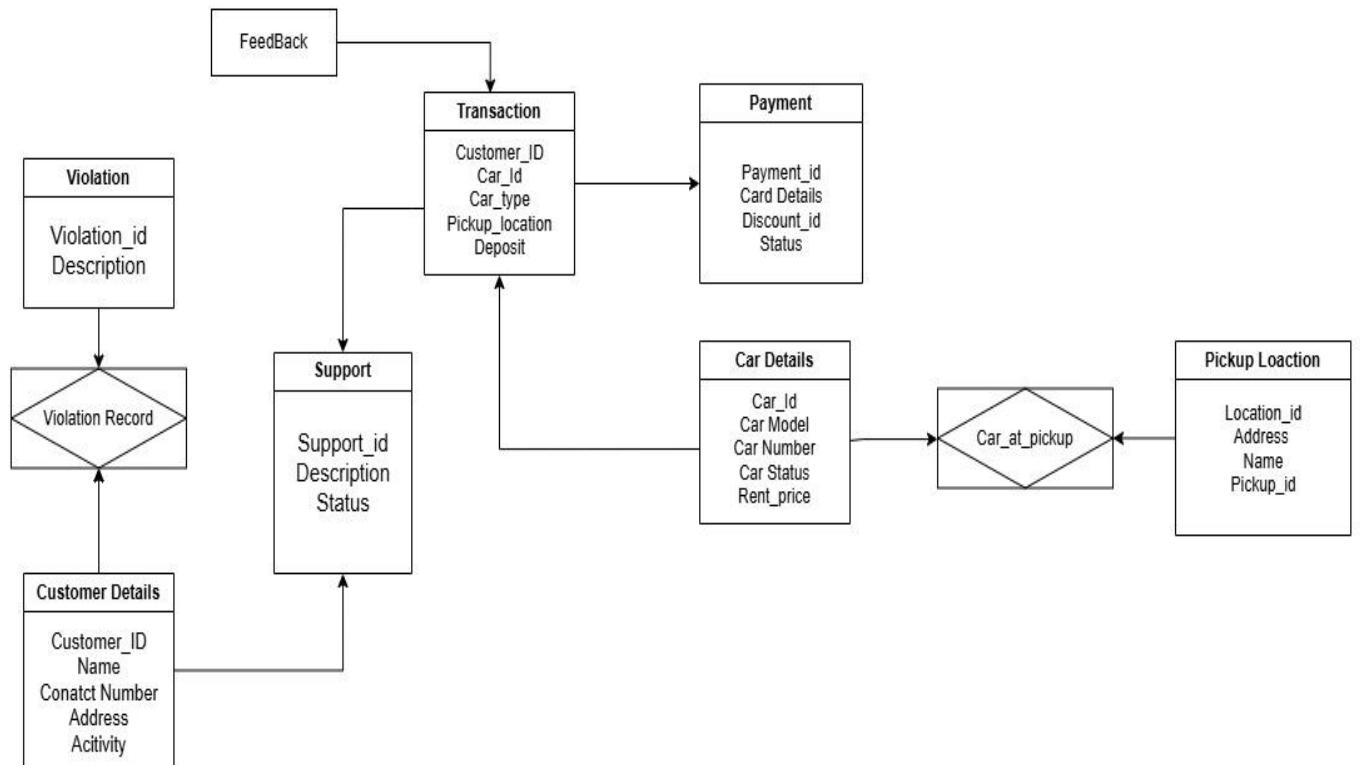 FeedBack
Transaction
Customer_ID
Car_Id
Car_type
Pickup_location
Deposit
Payment
Payment_id
Card Details
Discount_id
Status
Violation
Violation_id
Description
Violation Record
Support
Support_id
Description
Status
Car Details
Car_Id
Car Model
Car Number
Car Status
Rent_price
Car_at_pickup
Pickup Loaction
Location_id
Address
Name
Pickup_id
Customer Details
Customer_ID
Name
Conatct Number
Address
Acitivity